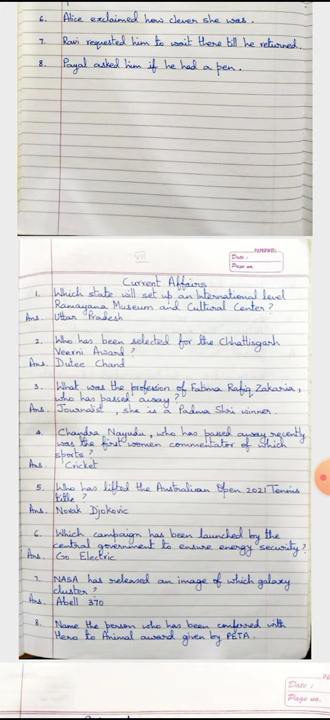 6. Alice exclaimed how clever she was.
7. Ravi requested him to wait there till he returned.
8. Payal asked him if he had a pen.
PAPERWELL
Date :
Page no.
Current Affairs
1. Which state will set up an International level
Ramayana Museum and Cultural Center?
Ans. Uttar Pradesh
2. Who has been selected for the Chhattisgarh
Veerni Award?
Ans. Dutee Chand
3. What was the profession of Fatima Rafiq Zakaria,
who has passed away?
Ans. Journalist, she is a Padma Shri winner.
4. Chandra Nayudu, who has passed away recently
was the first women commentator of which
sports?
Ans. Cricket
5. Who has lifted the Australian Open 2021 Tennis
title?
Ans. Novak Djokovic
6. Which campaign has been launched by the
central government to ensure energy security?
Ans. Go Electric
7. NASA has released an image of which galaxy
cluster?
Ans. Abell 370
8. Name the person who has been conferred with
Hero to Animal award given by PETA.
Date :
Page no.